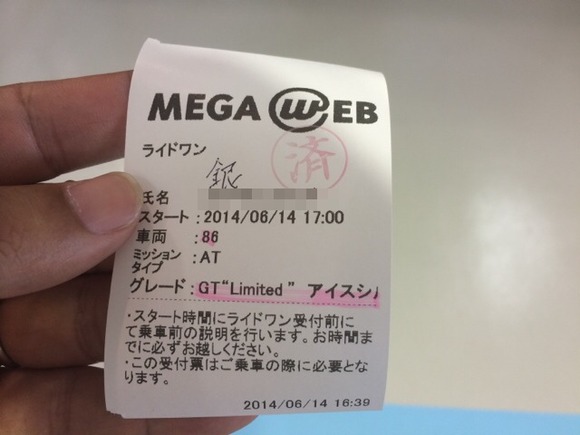 MEGA WEB
ライドワン
済
銀
氏名
スタート:2014/06/14 17:00
車両 :86
ミッション
タイプ :AT
グレード:GT“Limited ” アイスシ
・スタート時間にライドワン受付前に
て乗車前の説明を行います。お時間ま
でに必ずお越しください。
・この受付票はご乗車の際に必要とな
ります。
2014/06/14 16:39